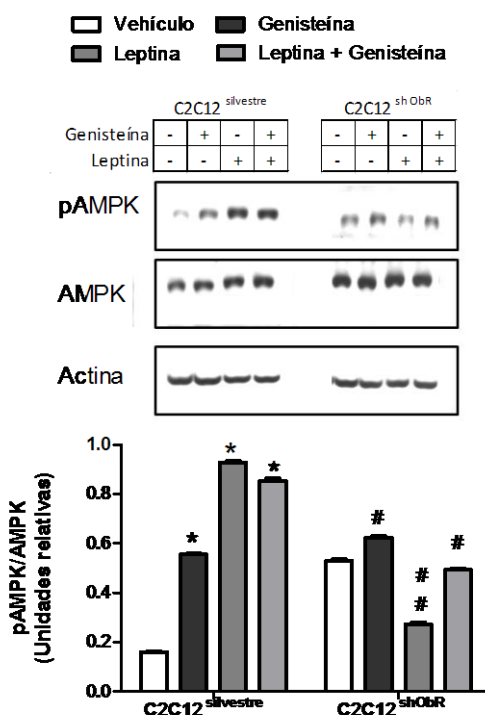 Vehículo Genisteína
Leptina Leptina + Genisteína
C2C12 silvestre C2C12 sh ObR
Genisteína - + - + - + - +
Leptina - - + + - - + +
pAMPK
AMPK
Actina
pAMPK/AMPK
(Unidades relativas)
1.0
0.8
0.6
0.4
0.2
0.0
* * * # # # #
C2C12 silvestre C2C12 shObR